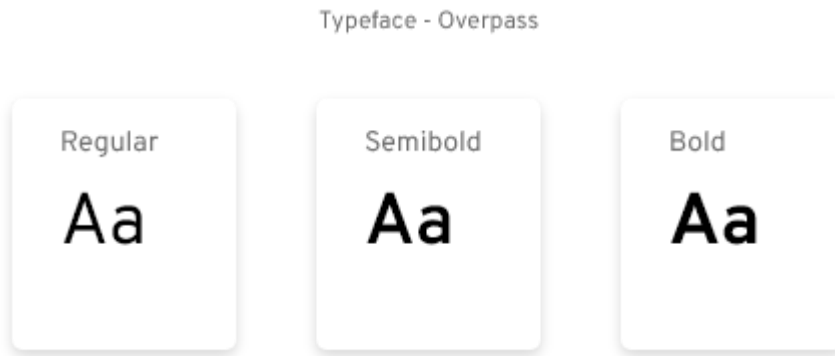 Typeface - Overpass
Regular
Semibold
Bold
Aa
Aa
Aa